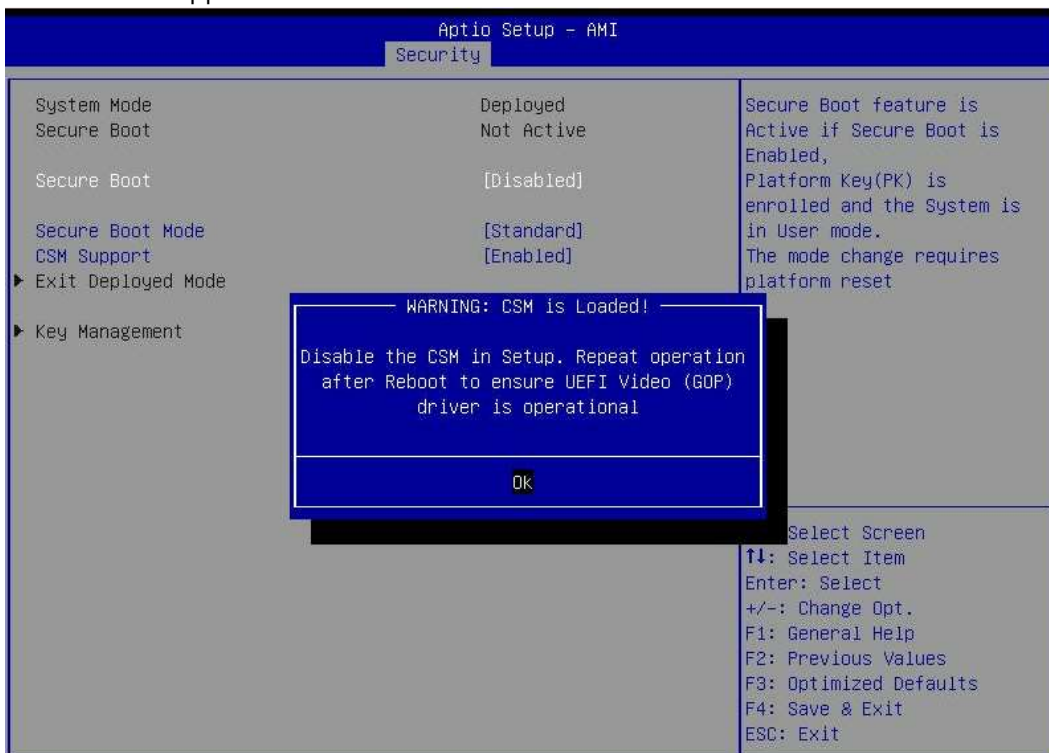 Aptio Setup – AMI
Security
System Mode Deployed
Secure Boot Not Active
Secure Boot [Disabled]
Secure Boot Mode [Standard]
CSM Support [Enabled]
▶ Exit Deployed Mode
▶ Key Management
Secure Boot feature is
Active if Secure Boot is
Enabled,
Platform Key(PK) is
enrolled and the System is
in User mode.
The mode change requires
platform reset
WARNING: CSM is Loaded!
Disable the CSM in Setup. Repeat operation
after Reboot to ensure UEFI Video (GOP)
driver is operational
Ok
Select Screen
↑↓: Select Item
Enter: Select
+/-: Change Opt.
F1: General Help
F2: Previous Values
F3: Optimized Defaults
F4: Save & Exit
ESC: Exit